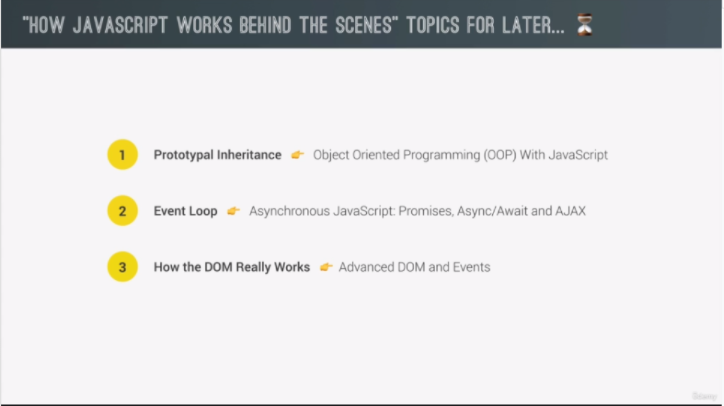 "HOW JAVASCRIPT WORKS BEHIND THE SCENES" TOPICS FOR LATER... ⏳
1 Prototypal Inheritance 👉 Object Oriented Programming (OOP) With JavaScript
2 Event Loop 👉 Asynchronous JavaScript: Promises, Async/Await and AJAX
3 How the DOM Really Works 👉 Advanced DOM and Events
Udemy